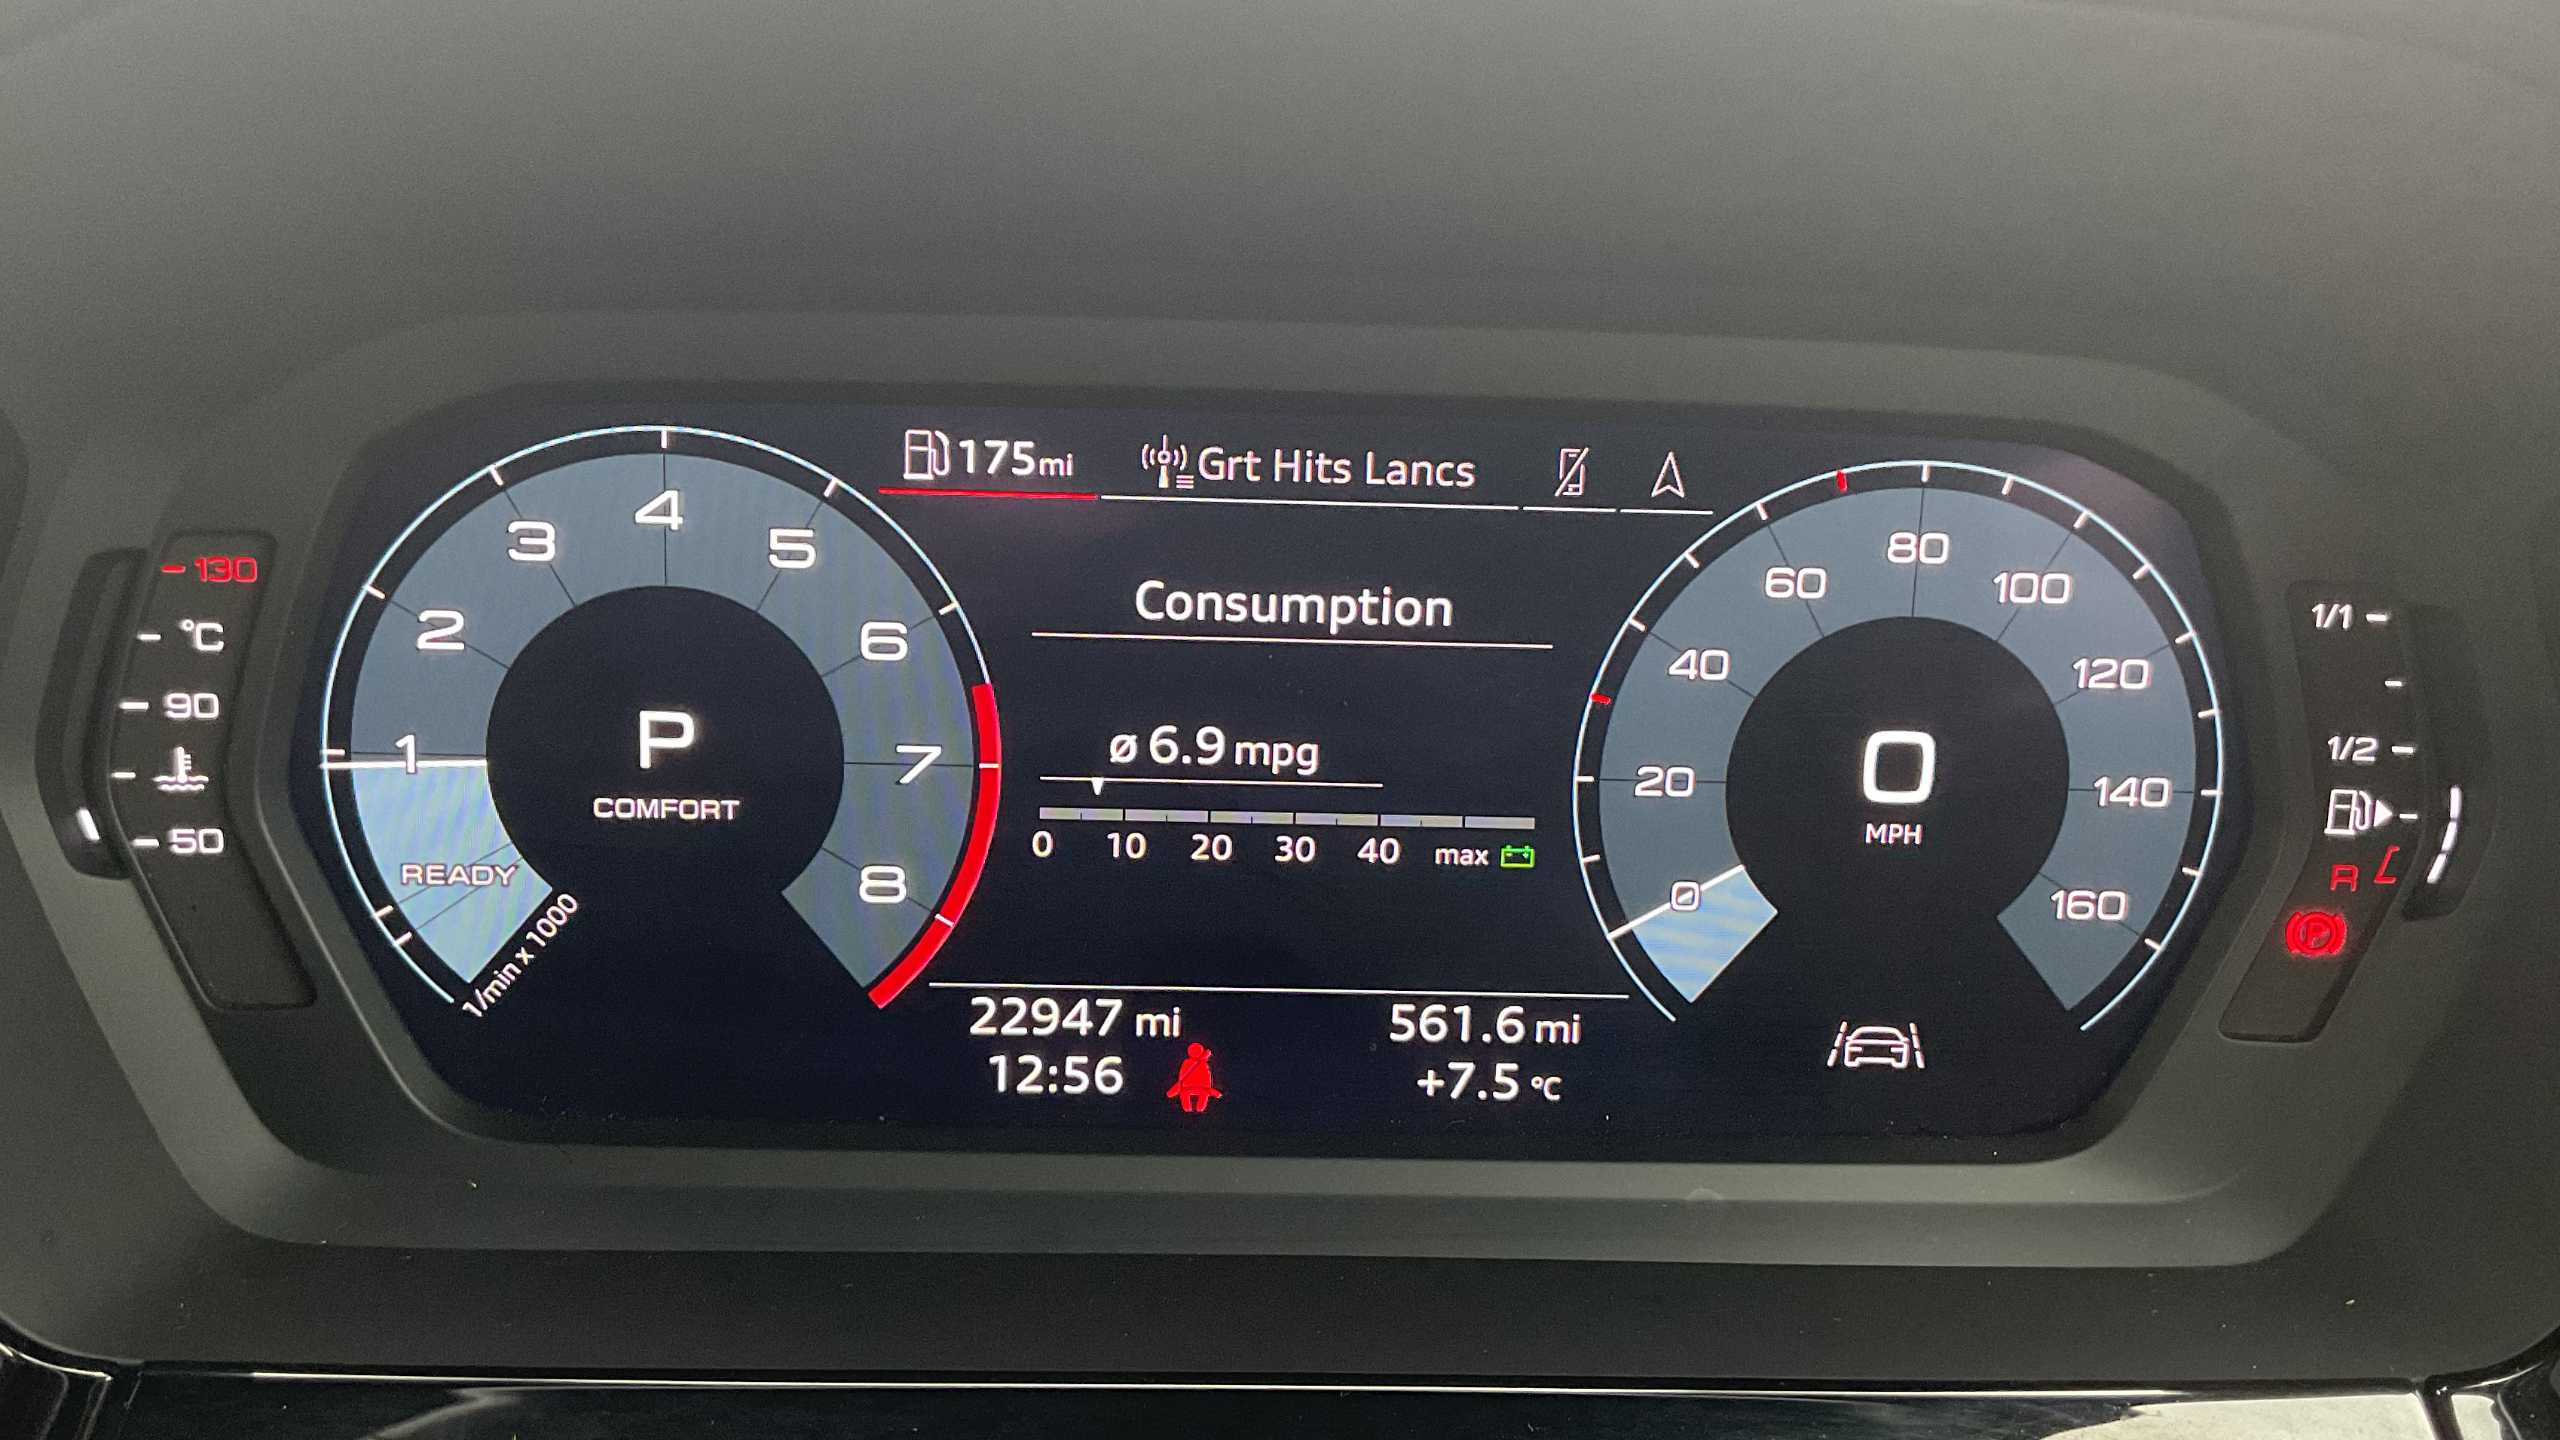 175 mi
Grt Hits Lancs
Consumption
ø 6.9 mpg
0 10 20 30 40 max
22947 mi
561.6 mi
12:56
+7.5 °C
1 2 3 4 5 6 7 8
P
COMFORT
READY
1/min x 1000
0 20 40 60 80 100 120 140 160
0
MPH
130
°C
90
50
1/1
1/2
R
P